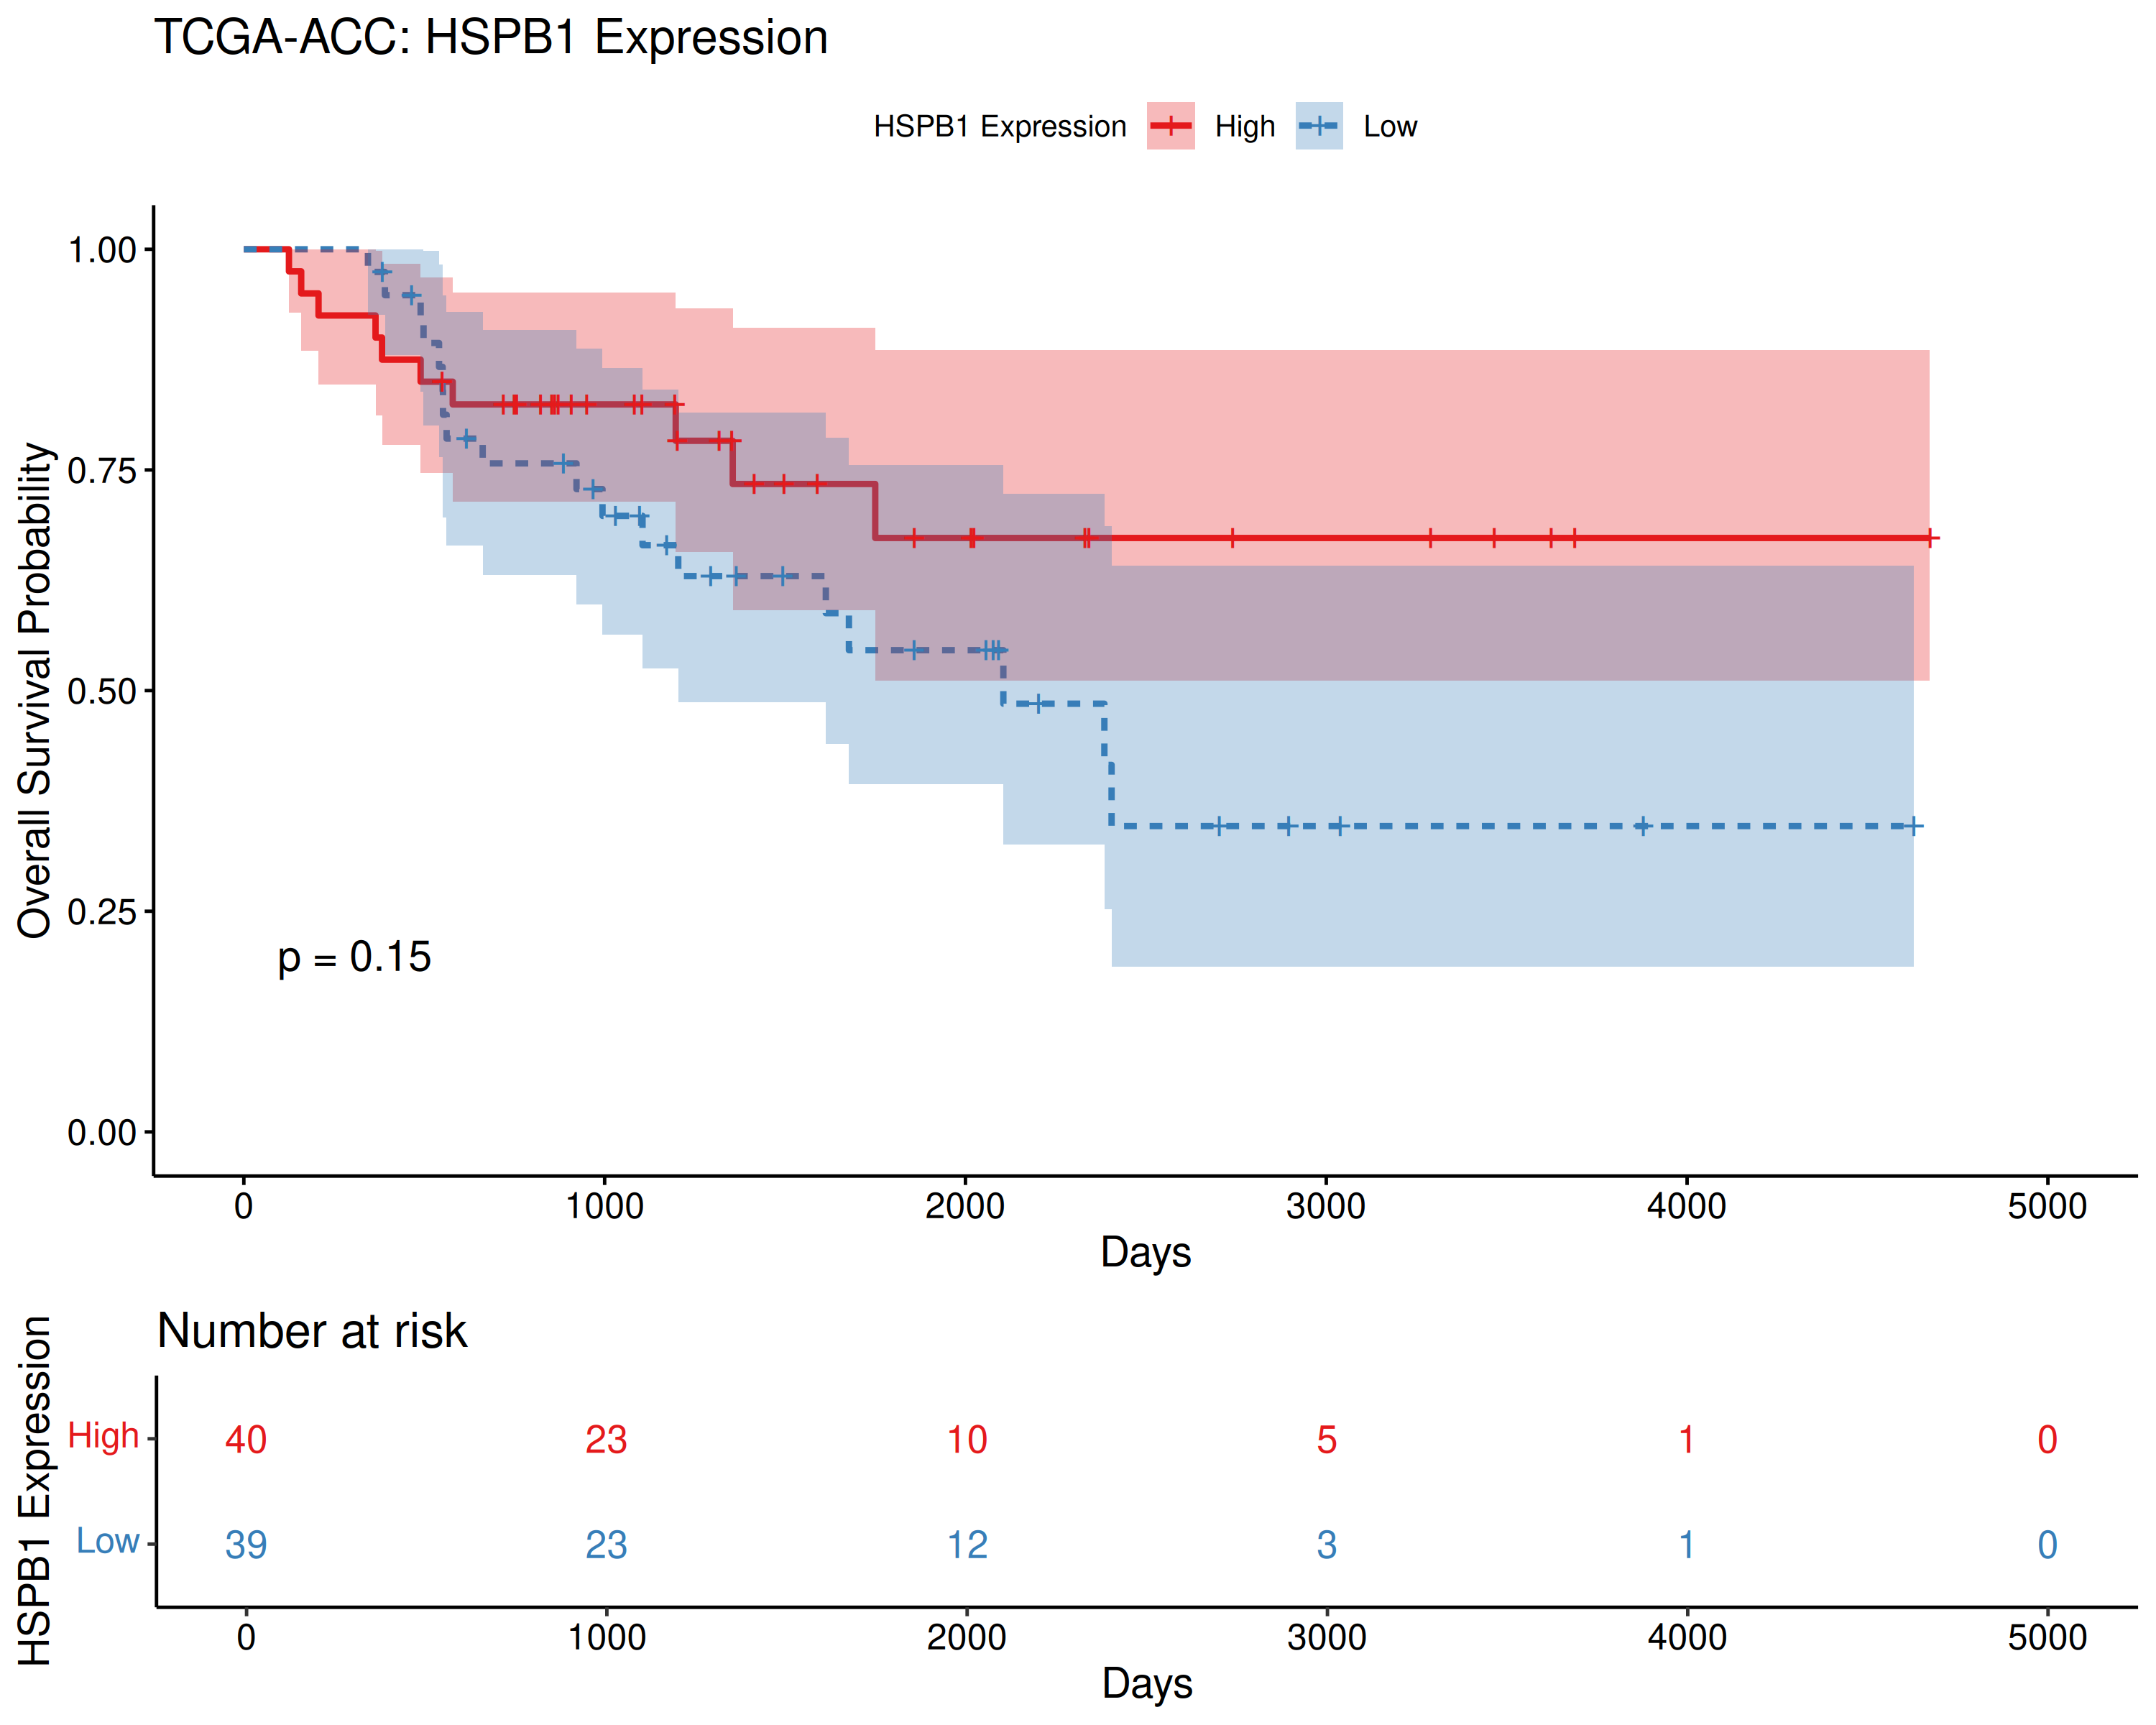 TCGA-ACC: HSPB1 Expression
HSPB1 Expression High Low
Overall Survival Probability
1.00
0.75
0.50
0.25
0.00
p = 0.15
0 1000 2000 3000 4000 5000
Days
Number at risk
HSPB1 Expression
High 40 23 10 5 1 0
Low 39 23 12 3 1 0
0 1000 2000 3000 4000 5000
Days